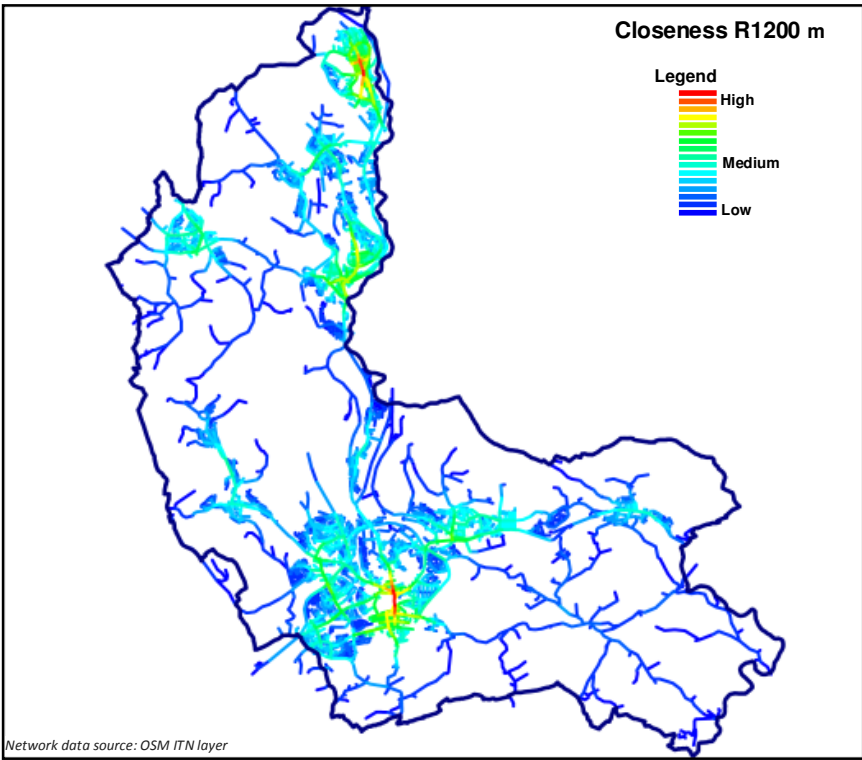 Closeness R1200 m
Legend
High
Medium
Low
Network data source: OSM ITN layer